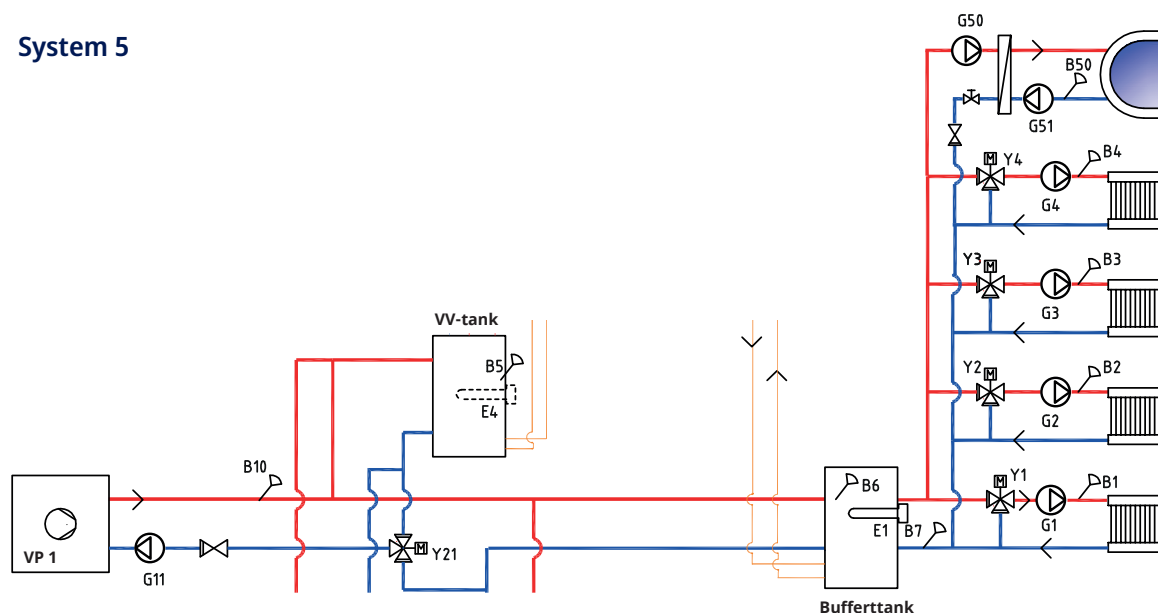 System 5
G50
B50
G51
Y4
B4
G4
Y3
M
B3
G3
VV-tank
B5
E4
Y2
M
B2
G2
B10
B6
Y1
M
B1
E1
B7
G1
VP 1
G11
M
Y21
M
Bufferttank